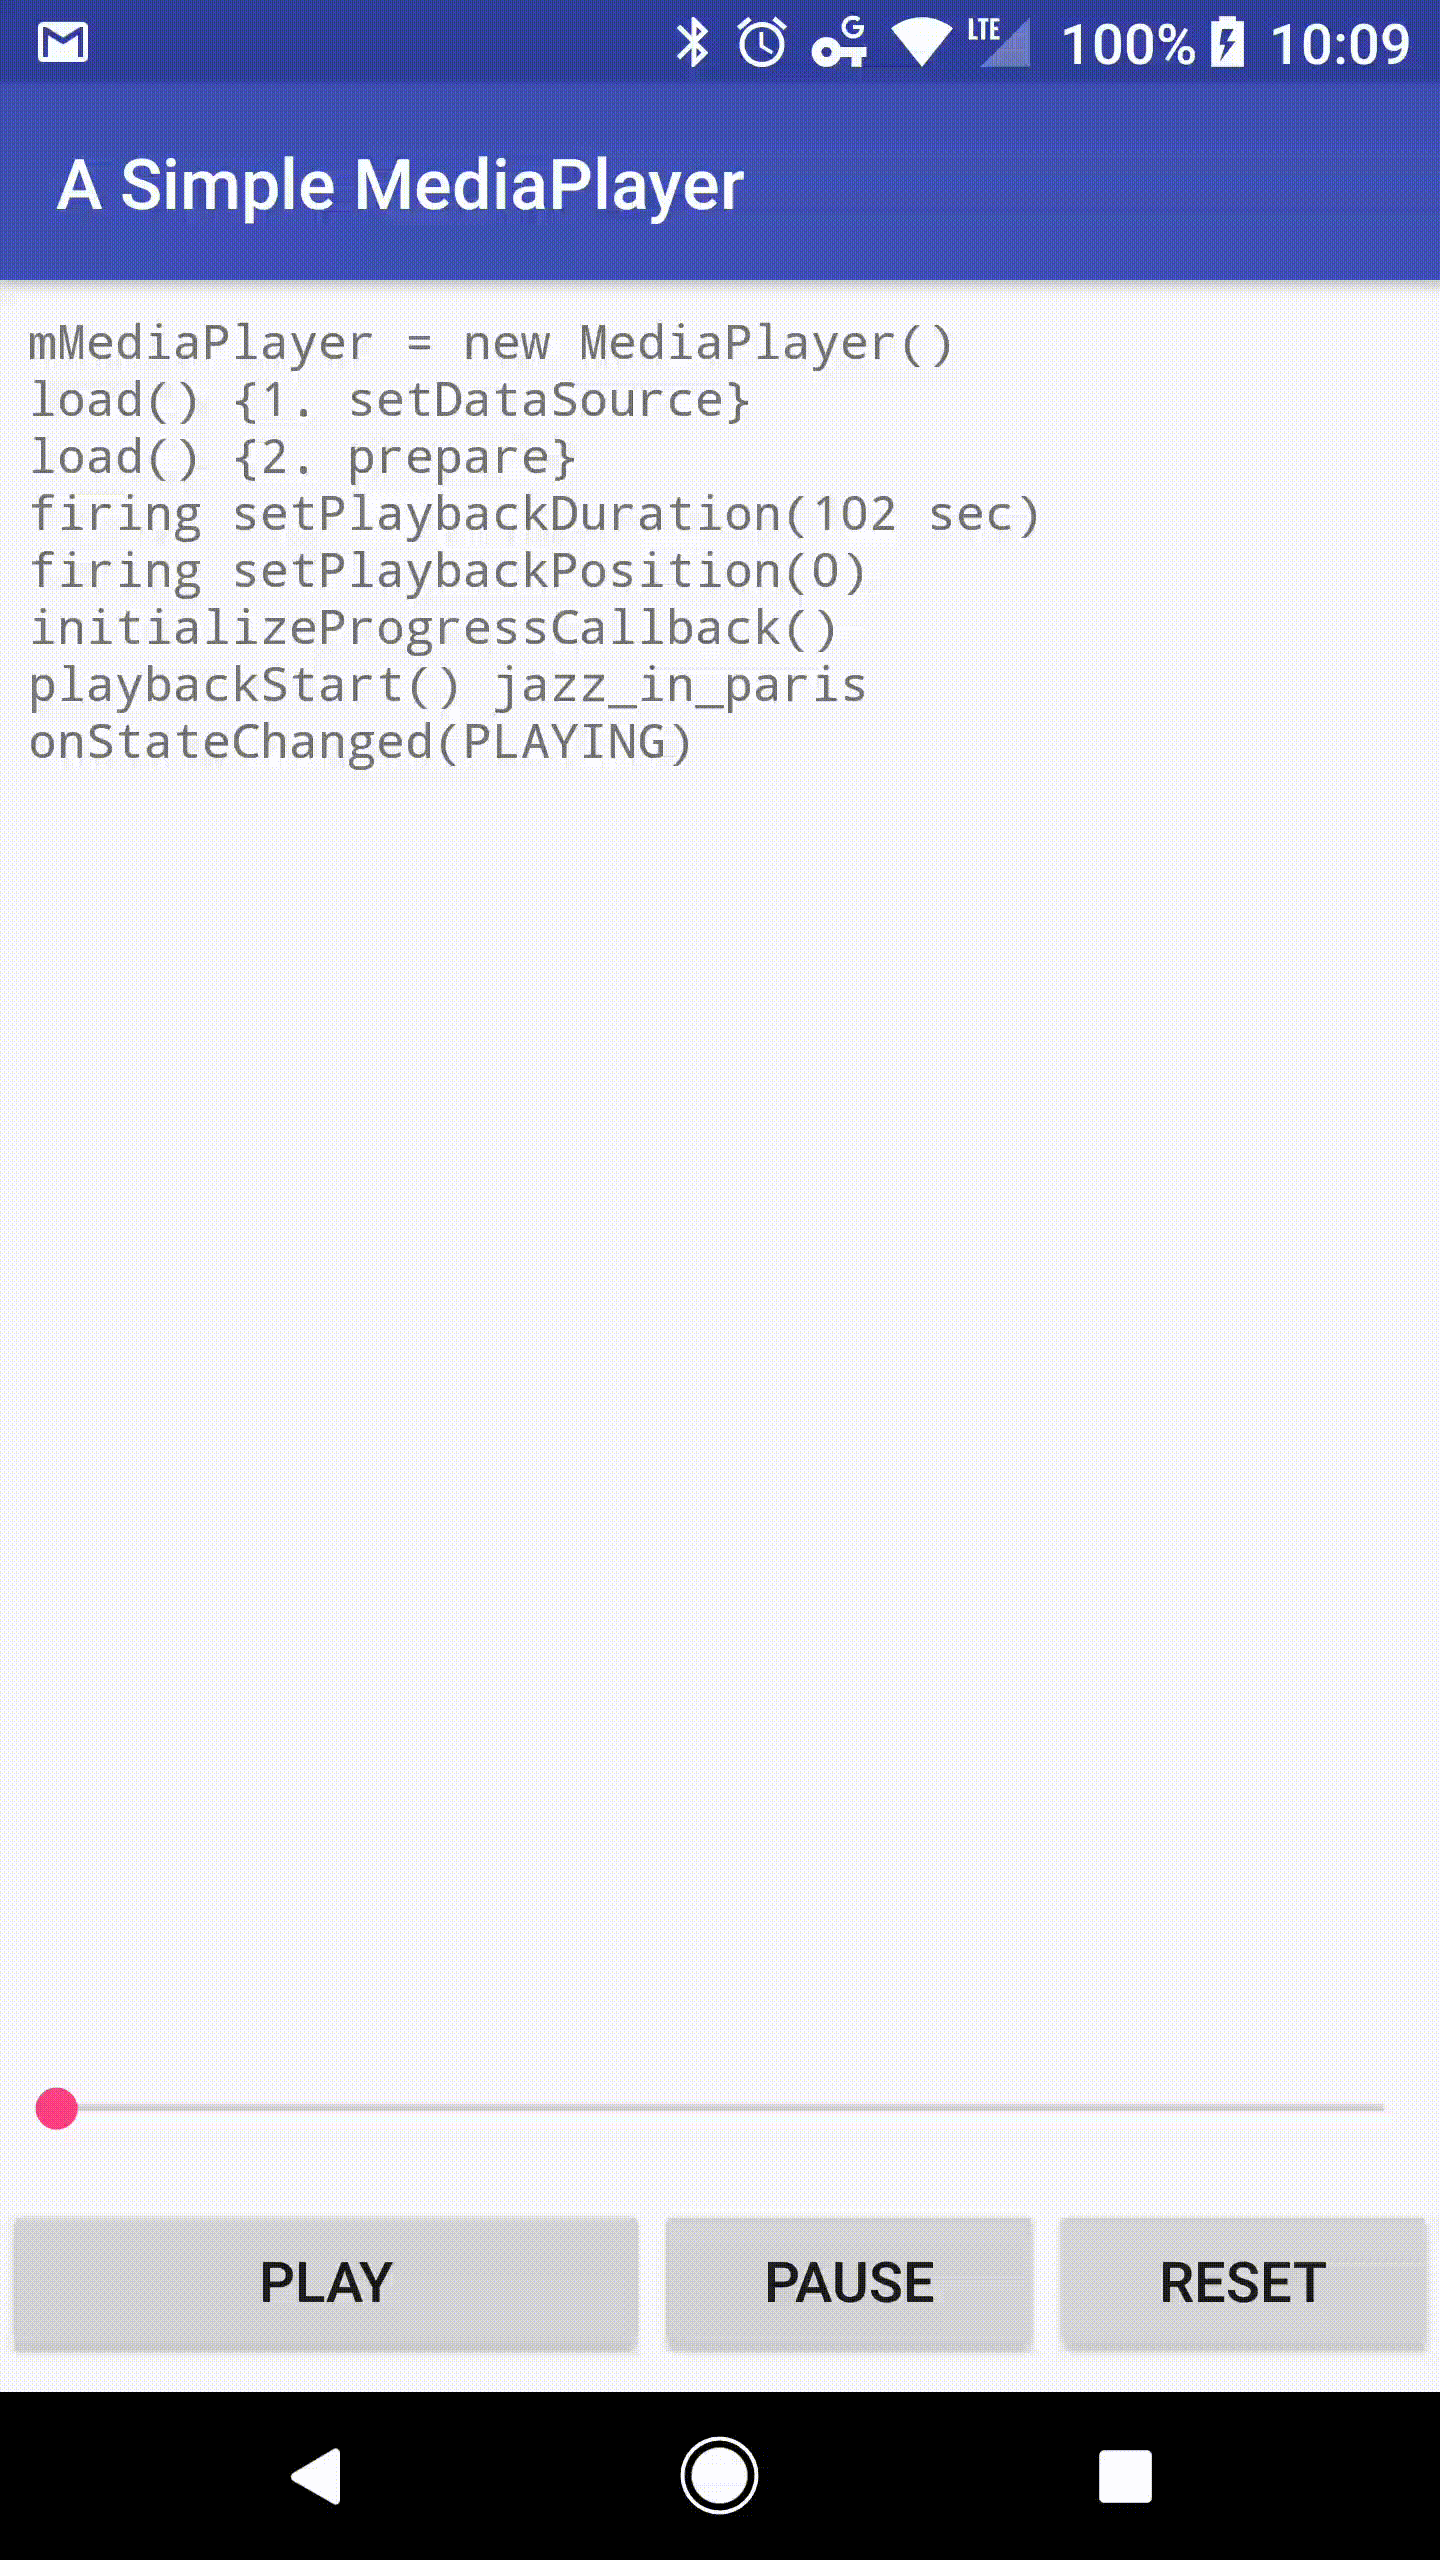 LTE 100% 10:09
A Simple MediaPlayer
mMediaPlayer = new MediaPlayer()
load() {1. setDataSource}
load() {2. prepare}
firing setPlaybackDuration(102 sec)
firing setPlaybackPosition(0)
initializeProgressCallback()
playbackStart() jazz_in_paris
onStateChanged(PLAYING)
PLAY PAUSE RESET